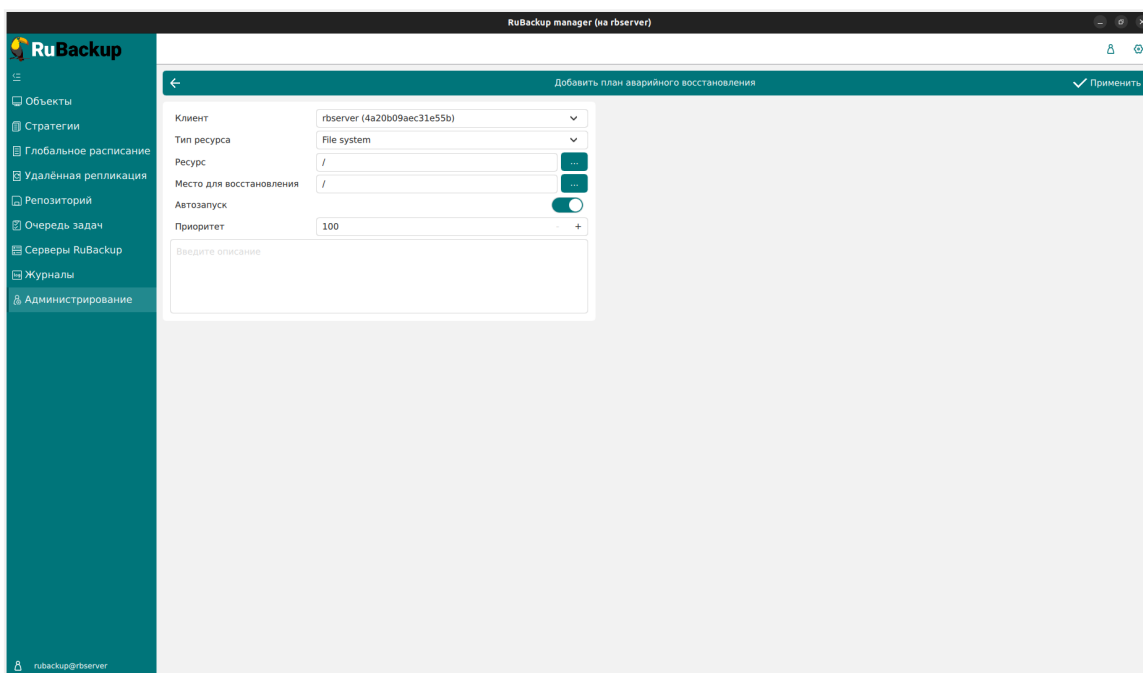 RuBackup manager (на rbserver)
RuBackup
Объекты
Стратегии
Глобальное расписание
Удалённая репликация
Репозиторий
Очередь задач
Серверы RuBackup
Журналы
Администрирование
rubackup@rbserver
Добавить план аварийного восстановления
Применить
Клиент rbserver (4a20b09aec31e55b)
Тип ресурса File system
Ресурс / ...
Место для восстановления / ...
Автозапуск
Приоритет 100 - +
Введите описание